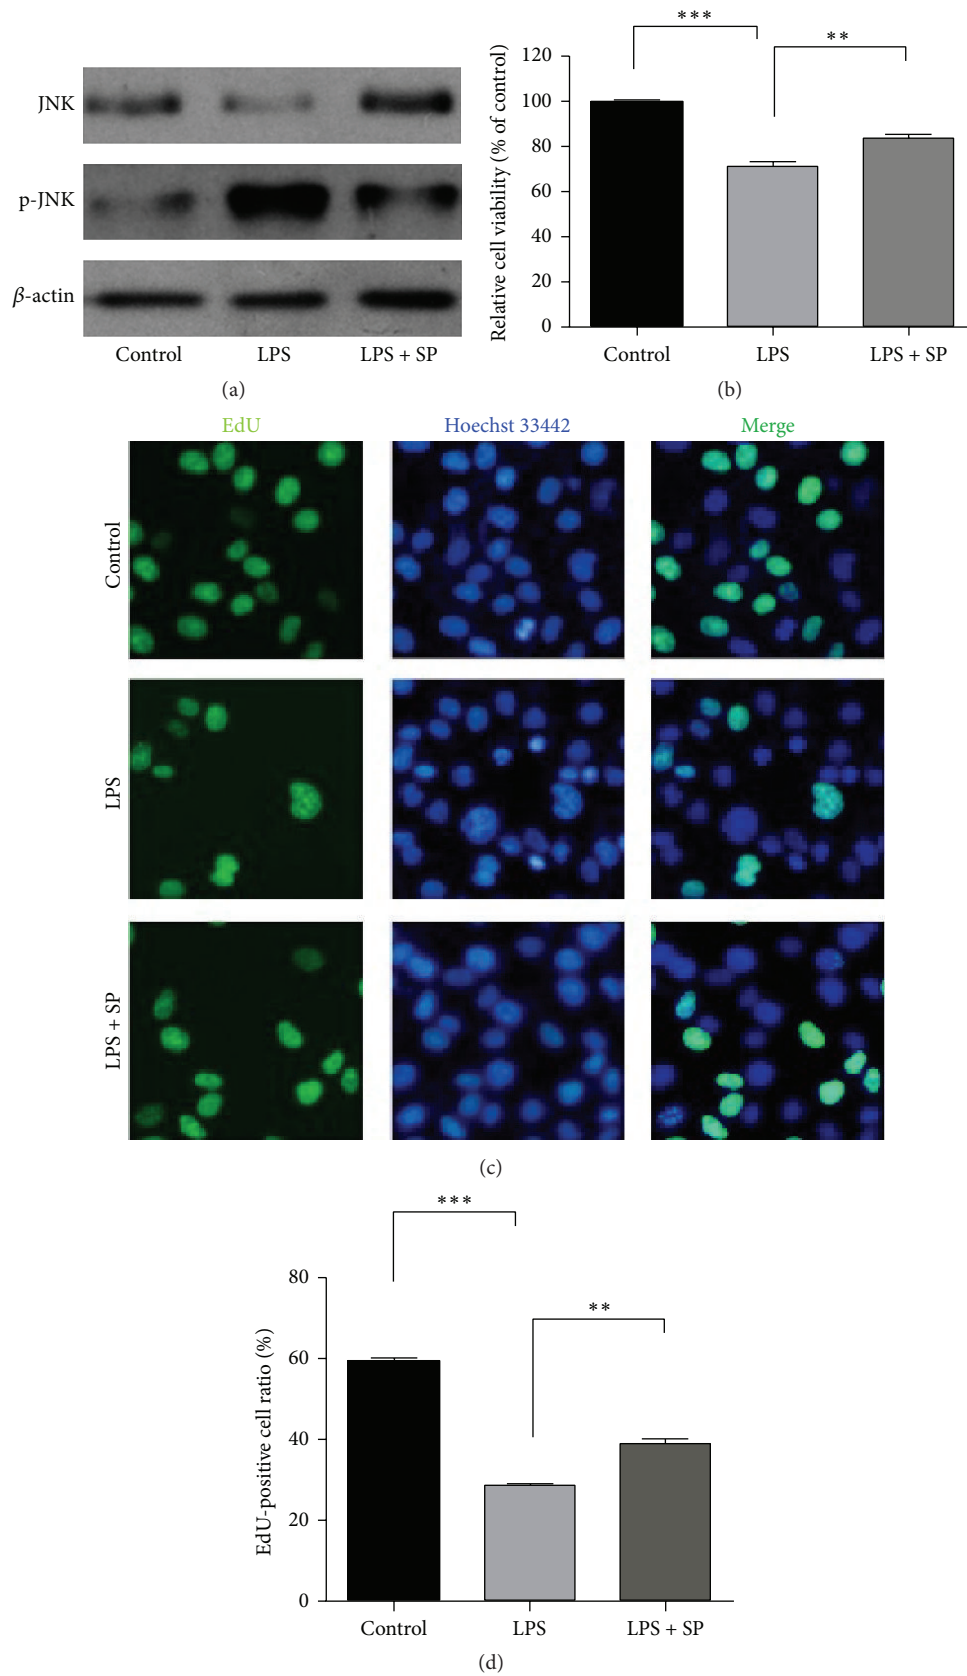 JNK
p-JNK
β-actin
Control LPS LPS + SP
(a)
***
**
Relative cell viability (% of control)
120
100
80
60
40
20
0
Control LPS LPS + SP
(b)
EdU Hoechst 33442 Merge
Control
LPS
LPS + SP
(c)
***
**
EdU-positive cell ratio (%)
80
60
40
20
0
Control LPS LPS + SP
(d)